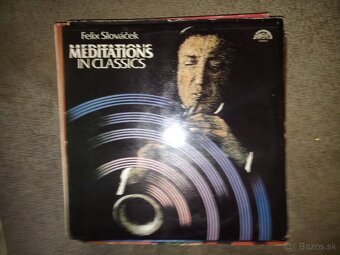 Felix Slováček
MEDITATIONS
IN CLASSICS
© Bazos.sk